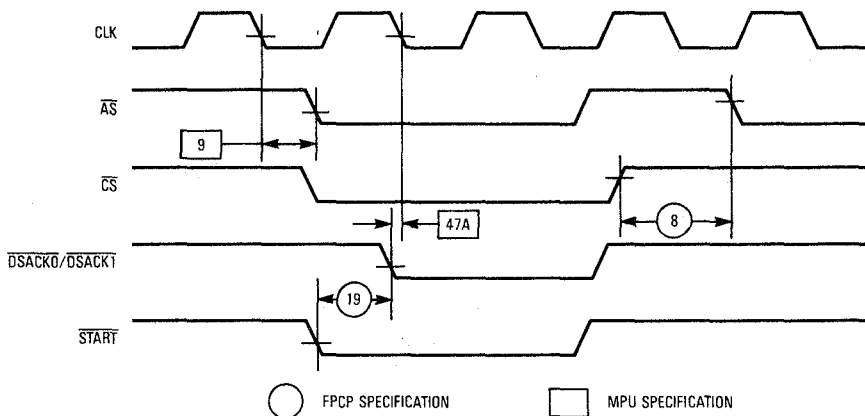 CLK
AS
9
CS
47A
8
DSACK0/DSACK1
19
START
FPCP SPECIFICATION
MPU SPECIFICATION